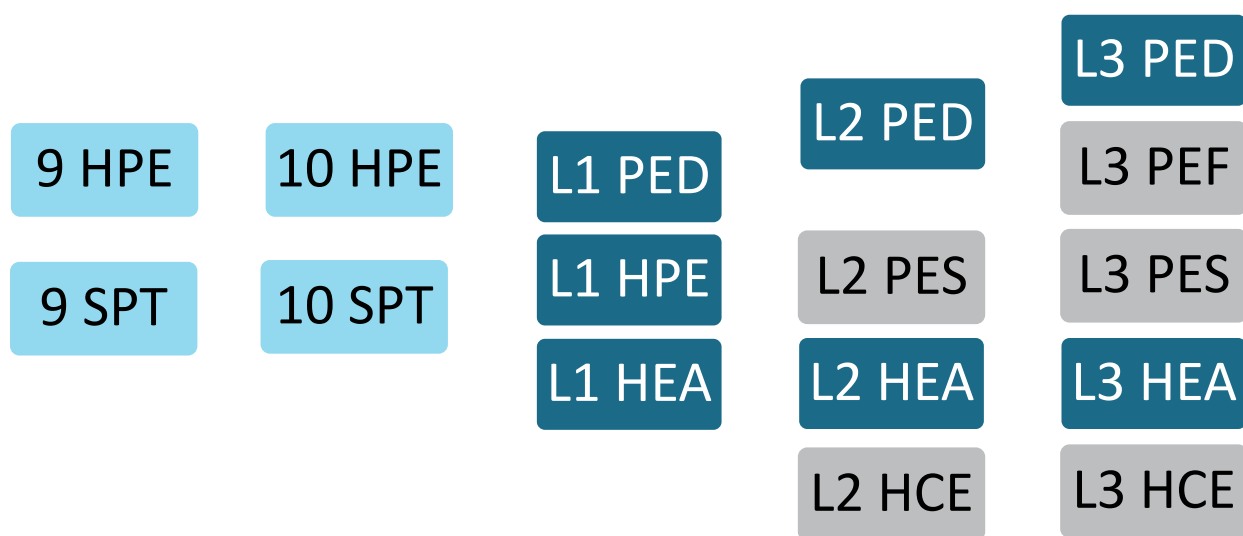 9 HPE
9 SPT
10 HPE
10 SPT
L1 PED
L1 HPE
L1 HEA
L2 PED
L2 PES
L2 HEA
L2 HCE
L3 PED
L3 PEF
L3 PES
L3 HEA
L3 HCE